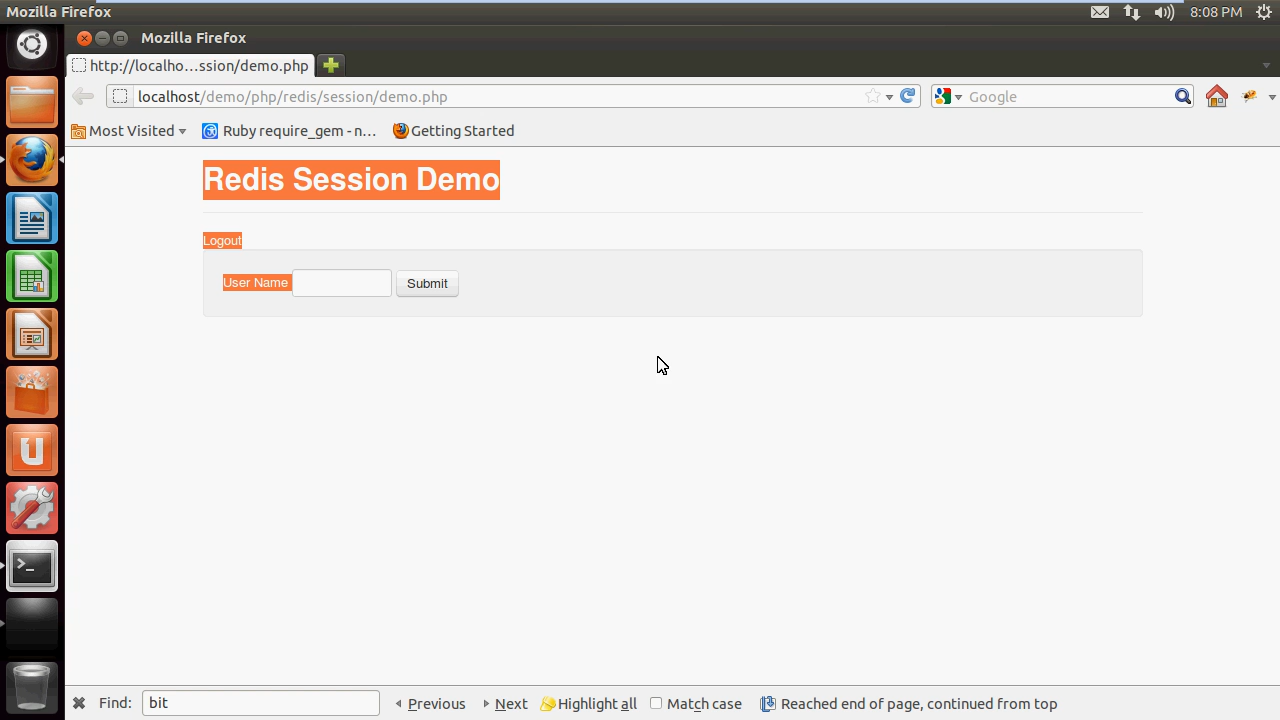 Mozilla Firefox 8:08 PM
Mozilla Firefox
http://localho...ssion/demo.php
localhost/demo/php/redis/session/demo.php Google
Most Visited Ruby require_gem - n... Getting Started
Redis Session Demo
Logout
User Name Submit
Find: bit Previous Next Highlight all Match case Reached end of page, continued from top